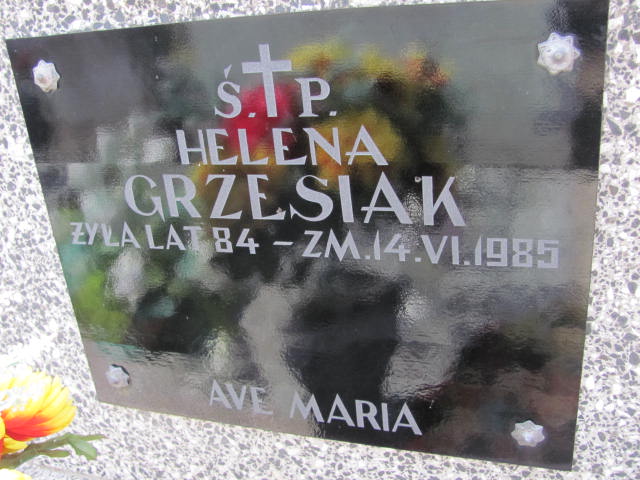 Ś.†P.
HELENA
GRZESIAK
ŻYŁA LAT 84 – ZM.14.VI.1985
AVE MARIA